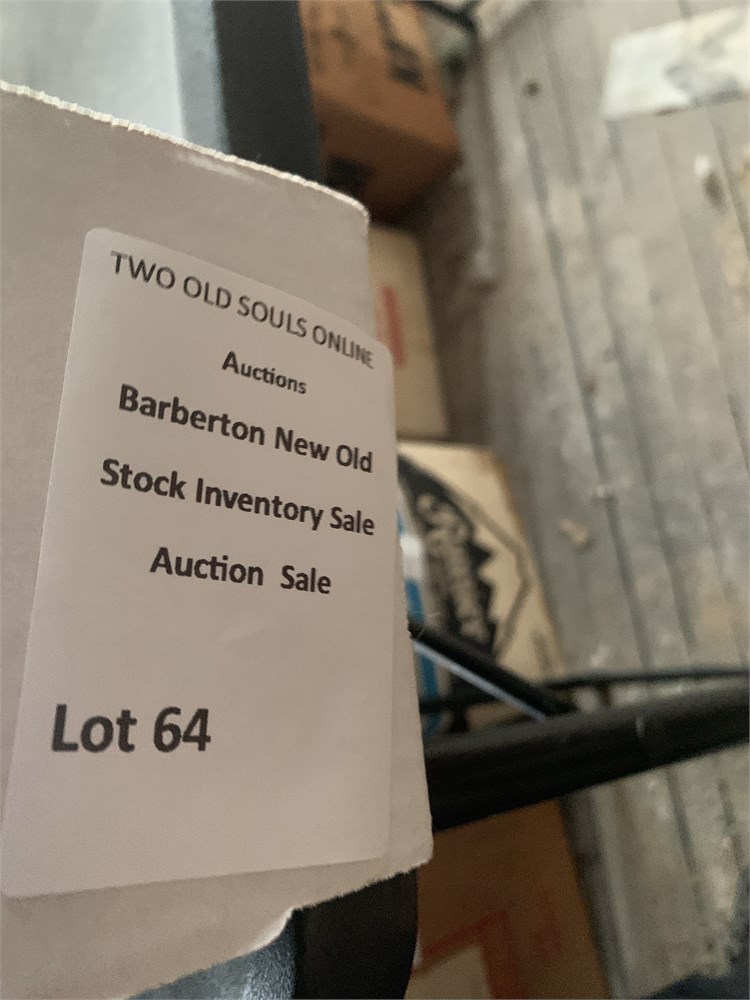 TWO OLD SOULS ONLINE
Auctions
Barberton New Old
Stock Inventory Sale
Auction Sale
Lot 64